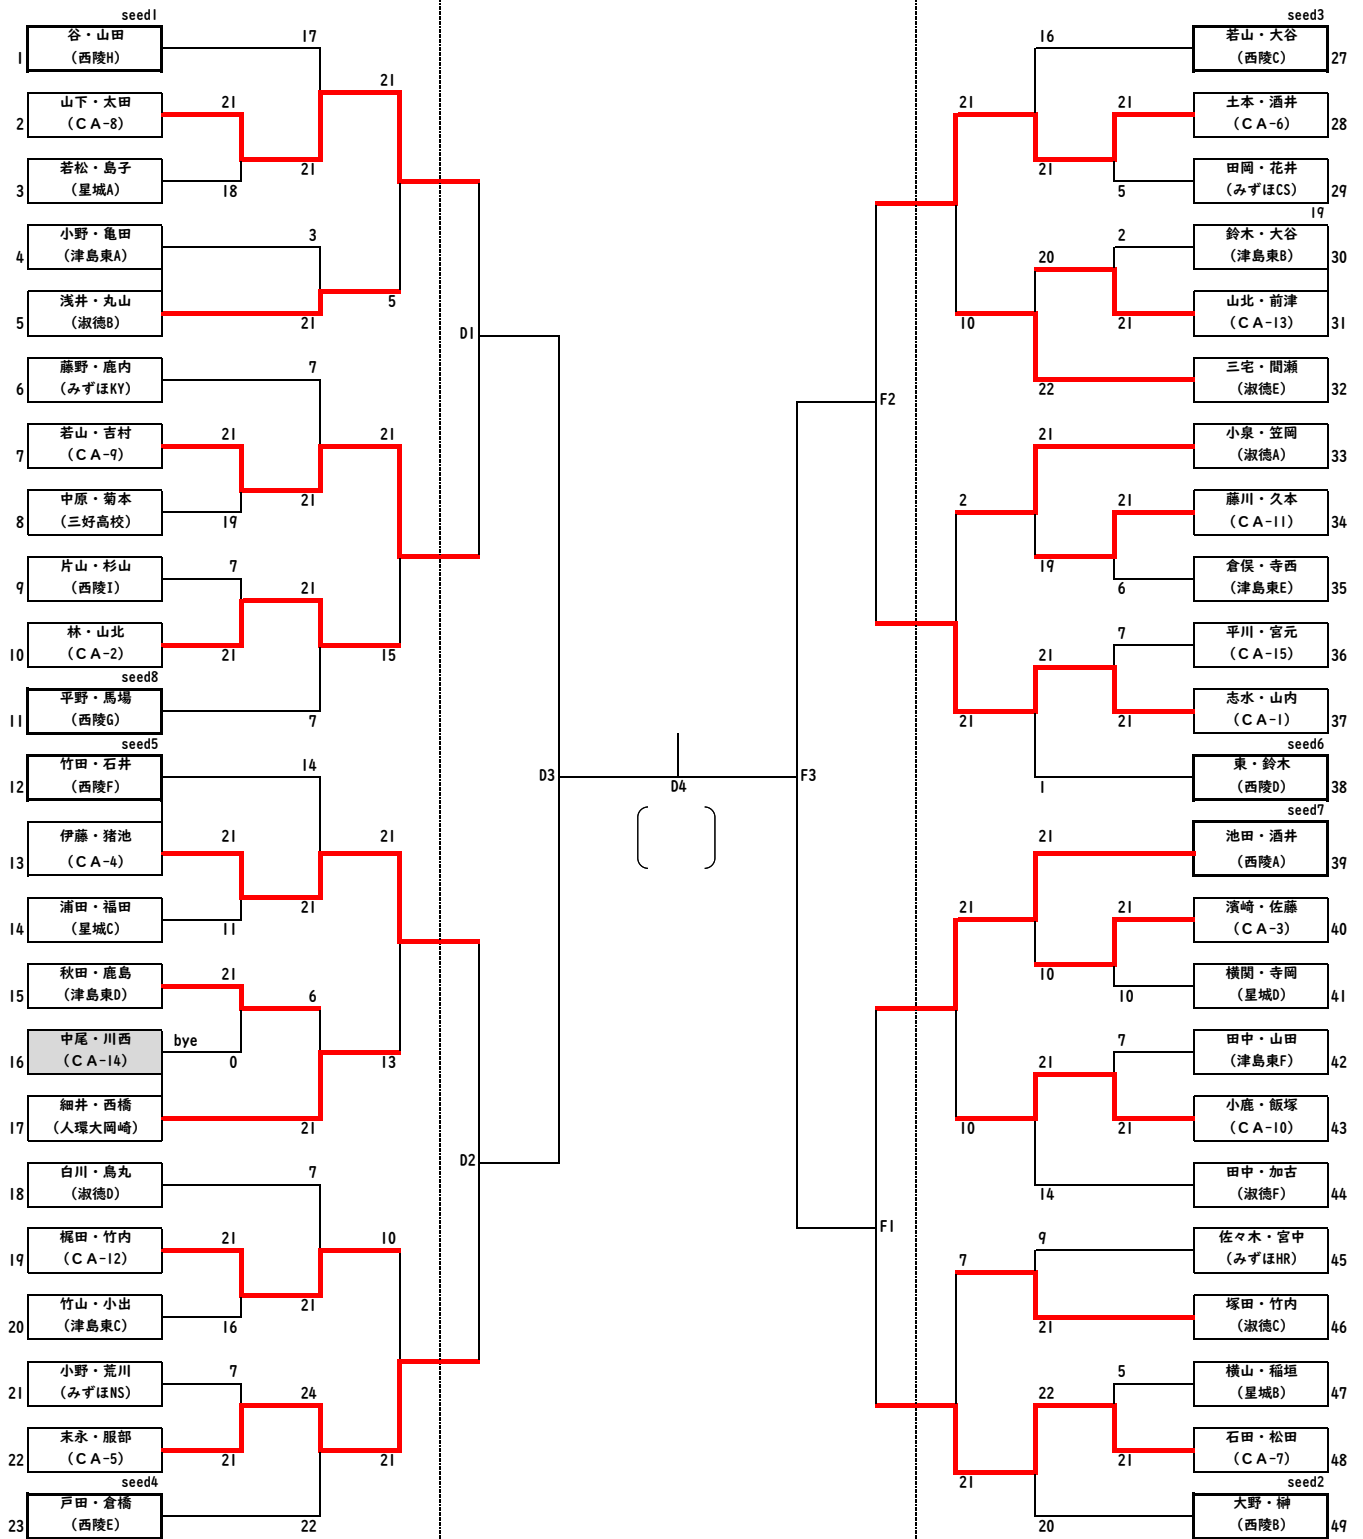 seed1
谷・山田
(西陵H)
1
17
21
山下・太田
(CA-8)
2
21
若松・島子
(星城A)
3
18
21
小野・亀田
(津島東A)
4
3
浅井・丸山
(淑徳B)
5
21
5
D1
藤野・鹿内
(みずほKY)
6
7
若山・吉村
(CA-9)
7
21
21
中原・菊本
(三好高校)
8
19
21
片山・杉山
(西陵I)
9
7
21
林・山北
(CA-2)
10
21
15
seed8
平野・馬場
(西陵G)
11
7
seed5
竹田・石井
(西陵F)
12
14
D3
伊藤・猪池
(CA-4)
13
21
21
浦田・福田
(星城C)
14
11
21
秋田・鹿島
(津島東D)
15
21
6
中尾・川西
(CA-14)
16
bye
0
13
細井・西橋
(人環大岡崎)
17
21
D2
白川・鳥丸
(淑徳D)
18
7
梶田・竹内
(CA-12)
19
21
10
竹山・小出
(津島東C)
20
16
21
小野・荒川
(みずほNS)
21
7
24
末永・服部
(CA-5)
22
21
21
seed4
戸田・倉橋
(西陵E)
23
22
D4
seed3
16
若山・大谷
(西陵C)
27
21
21
土本・酒井
(CA-6)
28
21
5
田岡・花井
(みずほCS)
29
19
2
鈴木・大谷
(津島東B)
30
20
10
21
山北・前津
(CA-13)
31
22
三宅・間瀬
(淑徳E)
32
F2
21
小泉・笠岡
(淑徳A)
33
2
21
藤川・久本
(CA-11)
34
19
6
倉俣・寺西
(津島東E)
35
7
平川・宮元
(CA-15)
36
21
21
21
志水・山内
(CA-1)
37
seed6
F3
1
東・鈴木
(西陵D)
38
seed7
21
池田・酒井
(西陵A)
39
21
21
濱﨑・佐藤
(CA-3)
40
10
10
横関・寺岡
(星城D)
41
7
田中・山田
(津島東F)
42
21
10
21
小鹿・飯塚
(CA-10)
43
14
田中・加古
(淑徳F)
44
F1
9
佐々木・宮中
(みずほHR)
45
7
21
塚田・竹内
(淑徳C)
46
5
横山・稲垣
(星城B)
47
22
21
石田・松田
(CA-7)
48
21
seed2
20
大野・榊
(西陵B)
49